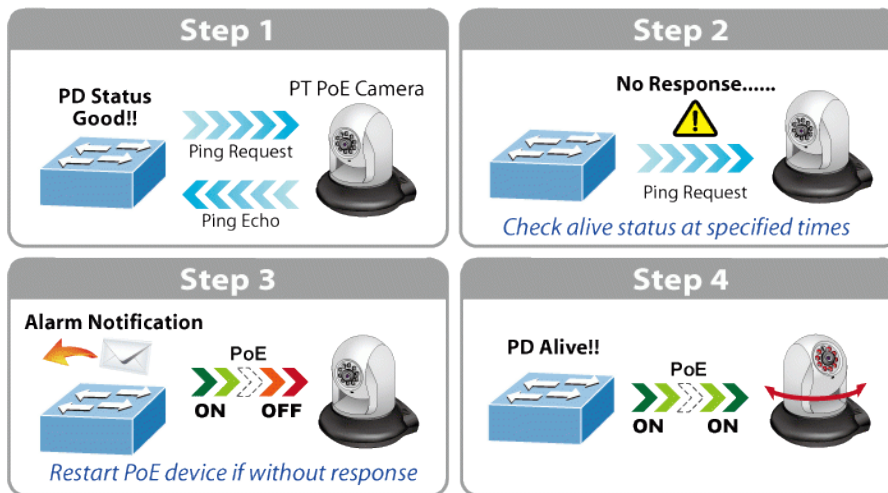 Step 1
PD Status
Good!!
PT PoE Camera
Ping Request
Ping Echo
Step 2
No Response......
Ping Request
Check alive status at specified times
Step 3
Alarm Notification
PoE
ON OFF
Restart PoE device if without response
Step 4
PD Alive!!
PoE
ON ON